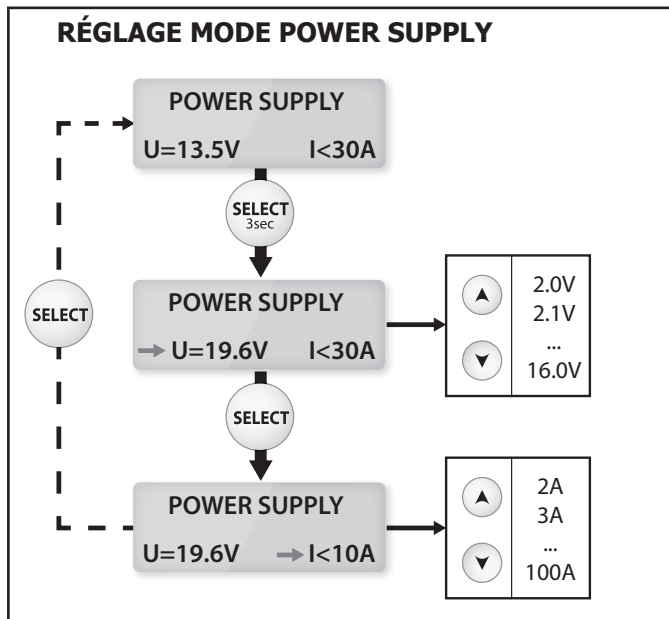 RÉGLAGE MODE POWER SUPPLY
POWER SUPPLY
U=13.5V I<30A
SELECT
3sec
POWER SUPPLY
U=19.6V I<30A
2.0V
2.1V
...
16.0V
SELECT
SELECT
POWER SUPPLY
U=19.6V I<10A
2A
3A
...
100A